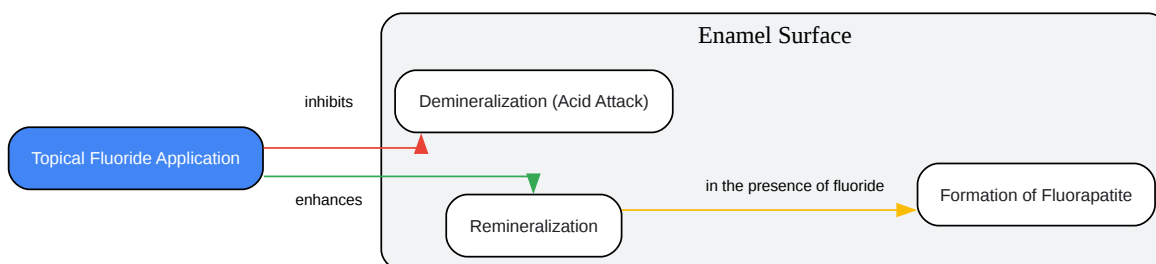 Enamel Surface
inhibits
Demineralization (Acid Attack)
Topical Fluoride Application
enhances
in the presence of fluoride
Remineralization
Formation of Fluorapatite